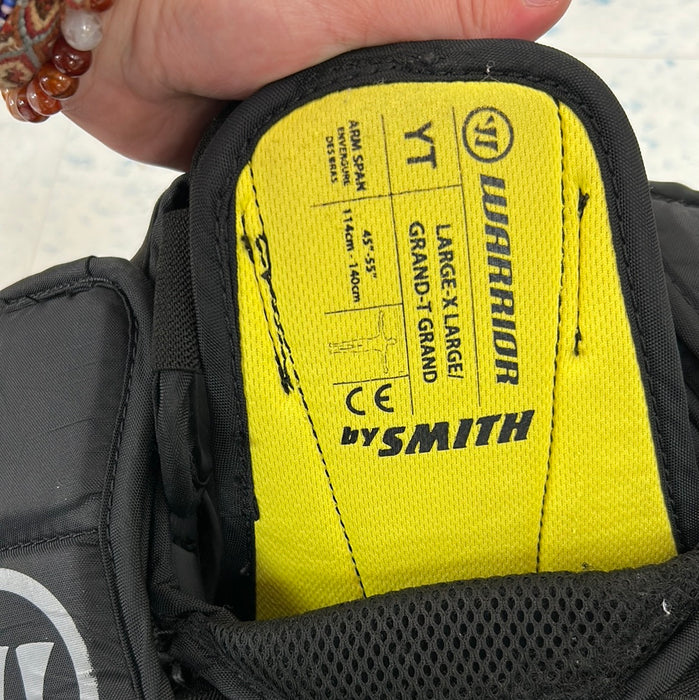 WARRIOR
YT
LARGE-X LARGE/
GRAND-T GRAND
ARM SPAN
ENVERGURE
DES BRAS
45"-55"
114cm - 140cm
CE
by SMITH